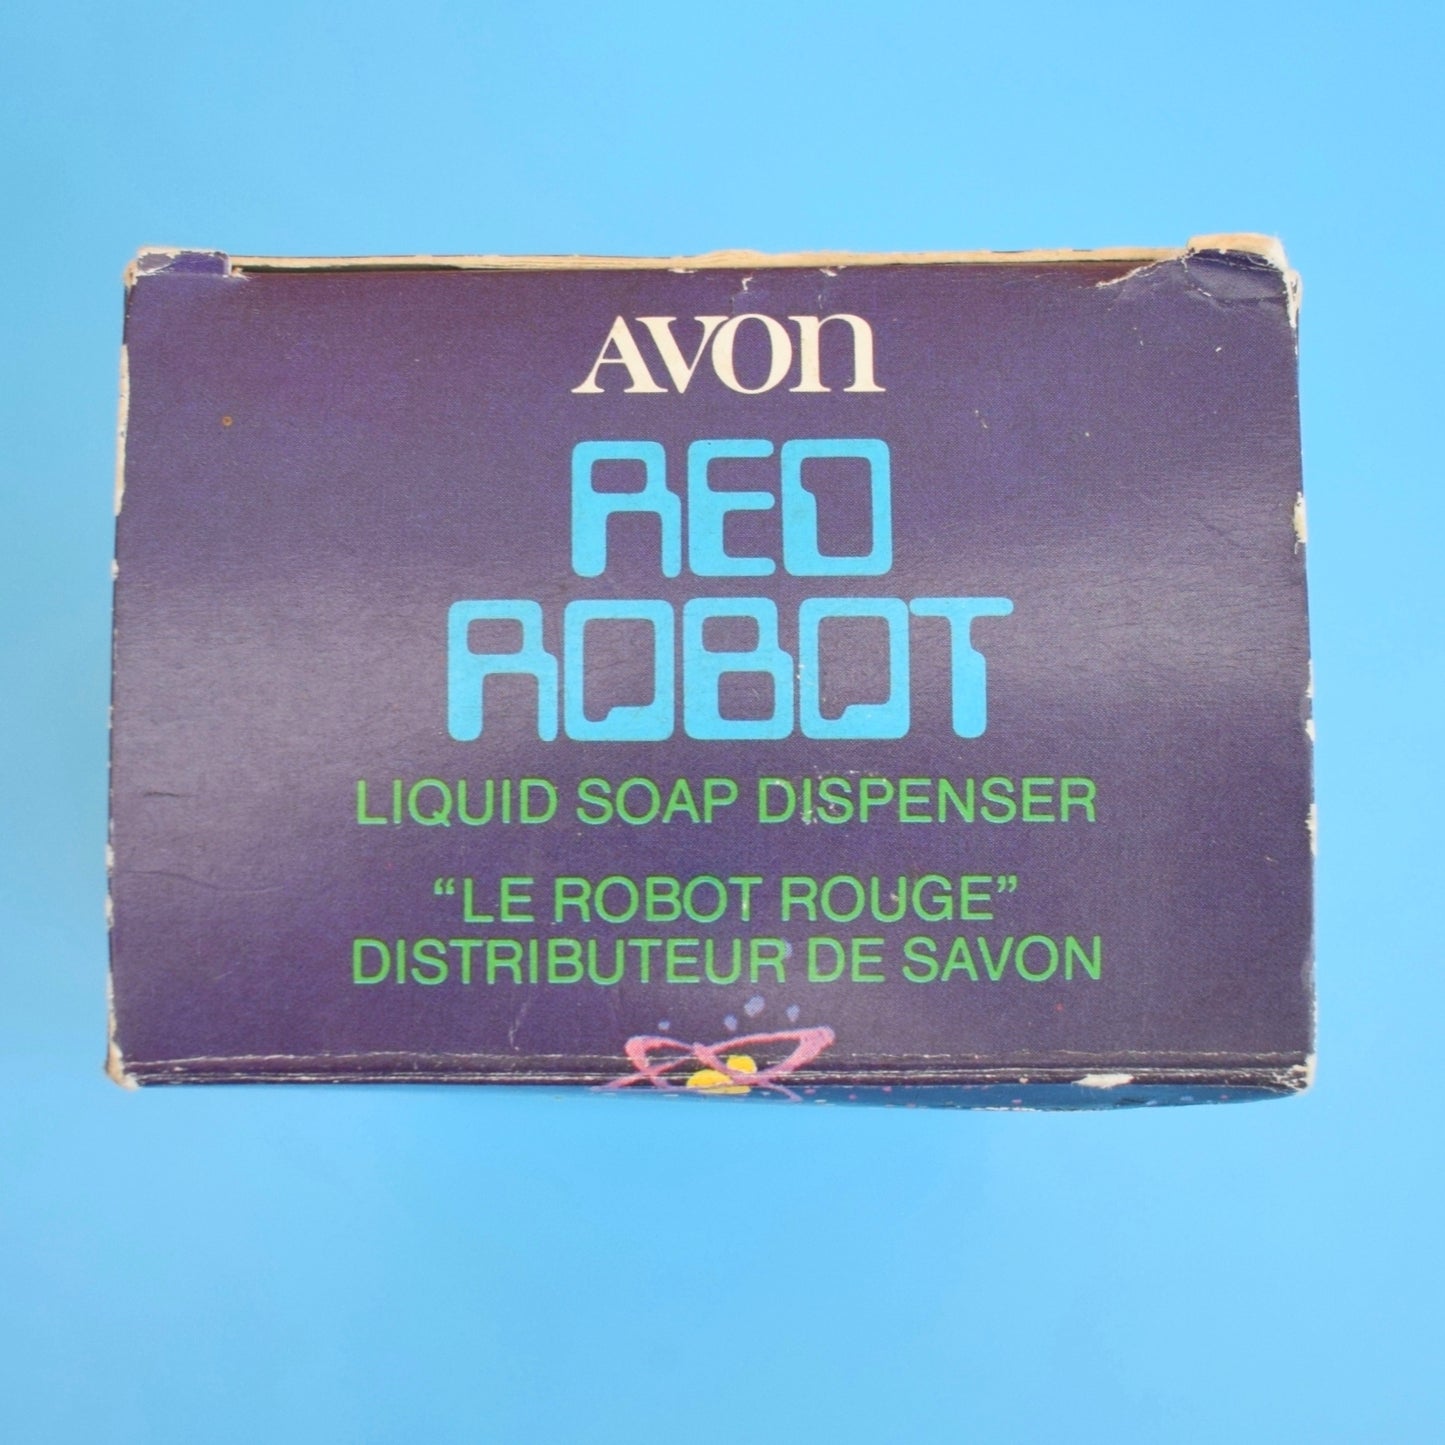 AVON
RED
ROBOT
LIQUID SOAP DISPENSER
“LE ROBOT ROUGE”
DISTRIBUTEUR DE SAVON